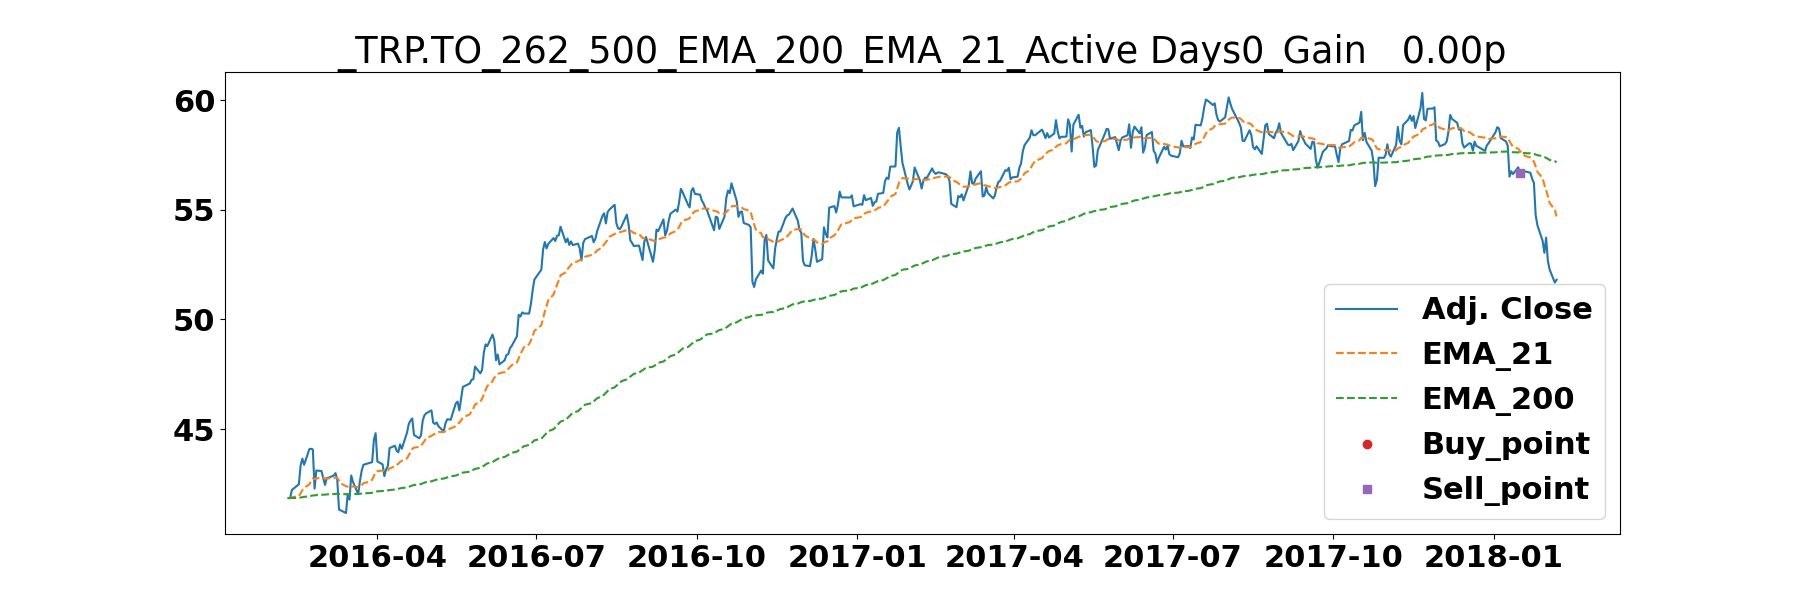 _TRP.TO_262_500_EMA_200_EMA_21_Active Days0_Gain   0.00p
60
55
50
45
Adj. Close
EMA_21
EMA_200
Buy_point
Sell_point
2016-04 2016-07 2016-10 2017-01 2017-04 2017-07 2017-10 2018-01